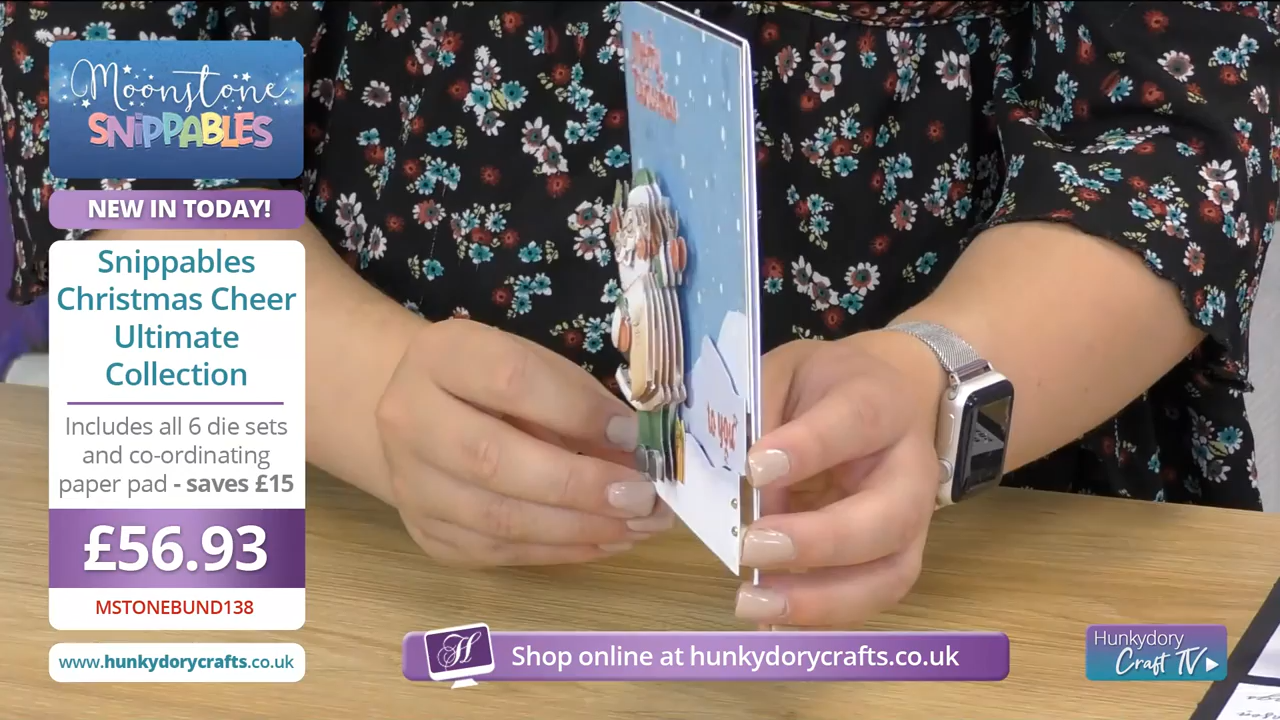 Moonstone
SNIPPABLES
NEW IN TODAY!
Snippables
Christmas Cheer
Ultimate
Collection
Includes all 6 die sets
and co-ordinating
paper pad - saves £15
£56.93
MSTONEBUND138
www.hunkydorycrafts.co.uk
to you
H
Shop online at hunkydorycrafts.co.uk
Hunkydory
Craft TV